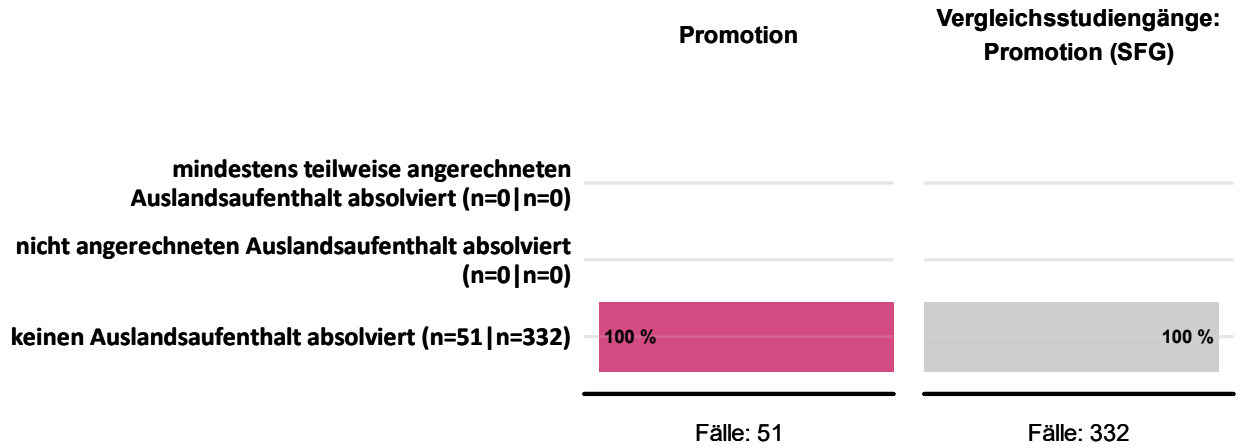 Promotion
Vergleichsstudiengänge:
Promotion (SFG)
mindestens teilweise angerechneten
Auslandsaufenthalt absolviert (n=0|n=0)
nicht angerechneten Auslandsaufenthalt absolviert
(n=0|n=0)
keinen Auslandsaufenthalt absolviert (n=51|n=332)
100 %
100 %
Fälle: 51
Fälle: 332